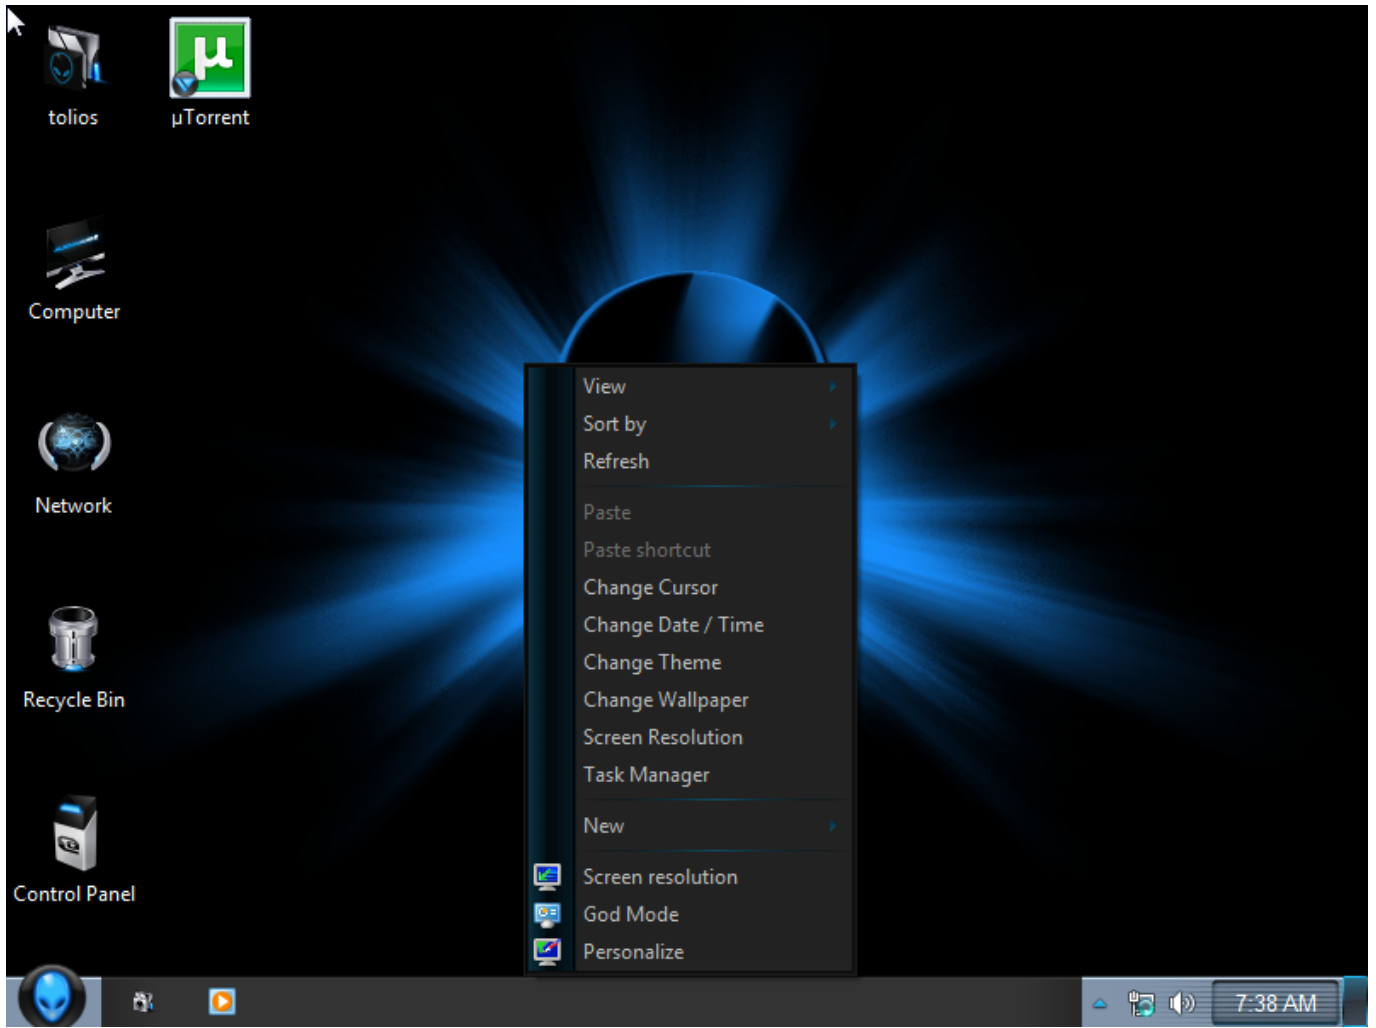 tolios
µTorrent
Computer
Network
Recycle Bin
Control Panel
View
Sort by
Refresh
Paste
Paste shortcut
Change Cursor
Change Date / Time
Change Theme
Change Wallpaper
Screen Resolution
Task Manager
New
Screen resolution
God Mode
Personalize
7:38 AM